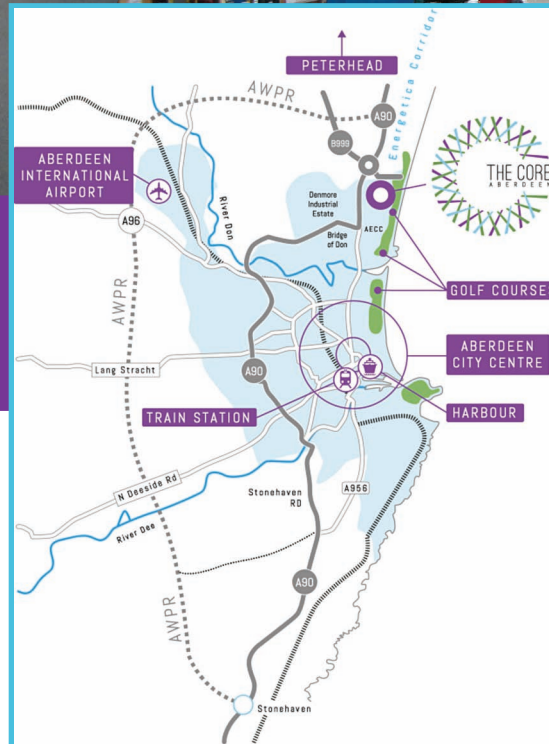 PETERHEAD
Energetica Corridor
AWPR
A90
B999
ABERDEEN
INTERNATIONAL
AIRPORT
THE CORE
ABERDEEN
River Don
Denmore
Industrial
Estate
A96
Bridge
of Don
AECC
AWPR
GOLF COURSE
ABERDEEN
CITY CENTRE
Lang Stracht
A90
TRAIN STATION
HARBOUR
N Deeside Rd
A956
Stonehaven
RD
River Dee
A90
AWPR
Stonehaven